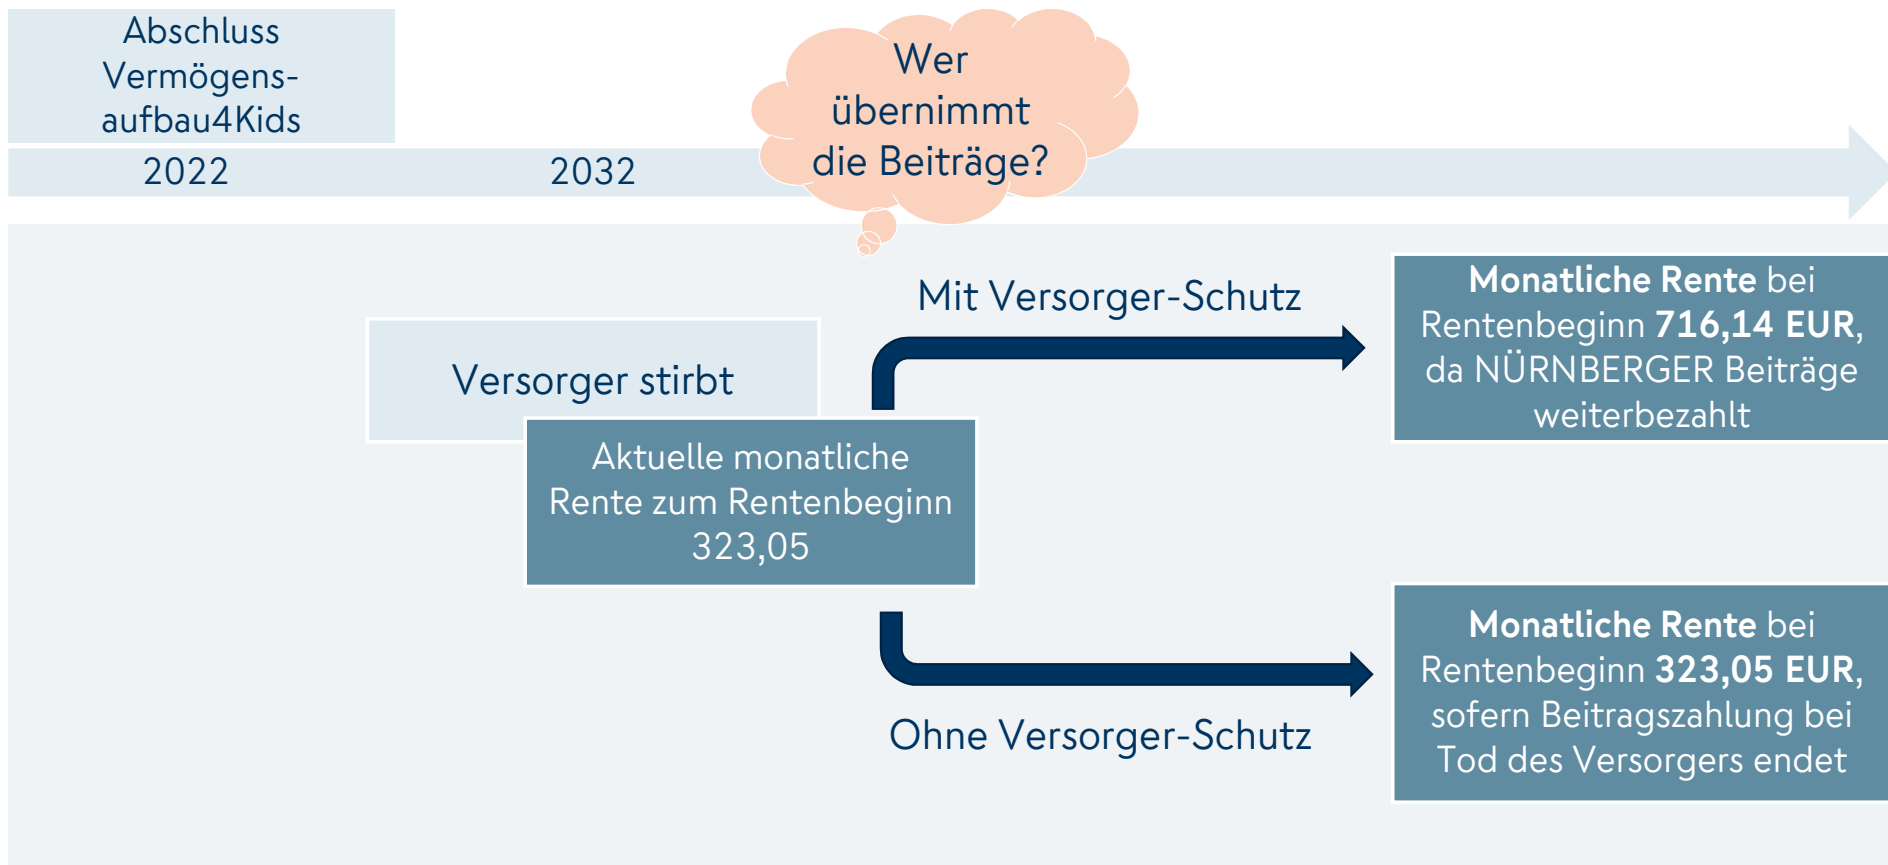 Abschluss
Vermögens-
aufbau4Kids
2022
2032
Wer
übernimmt
die Beiträge?
Versorger stirbt
Aktuelle monatliche
Rente zum Rentenbeginn
323,05
Mit Versorger-Schutz
Monatliche Rente bei
Rentenbeginn 716,14 EUR,
da NÜRNBERGER Beiträge
weiterbezahlt
Ohne Versorger-Schutz
Monatliche Rente bei
Rentenbeginn 323,05 EUR,
sofern Beitragszahlung bei
Tod des Versorgers endet